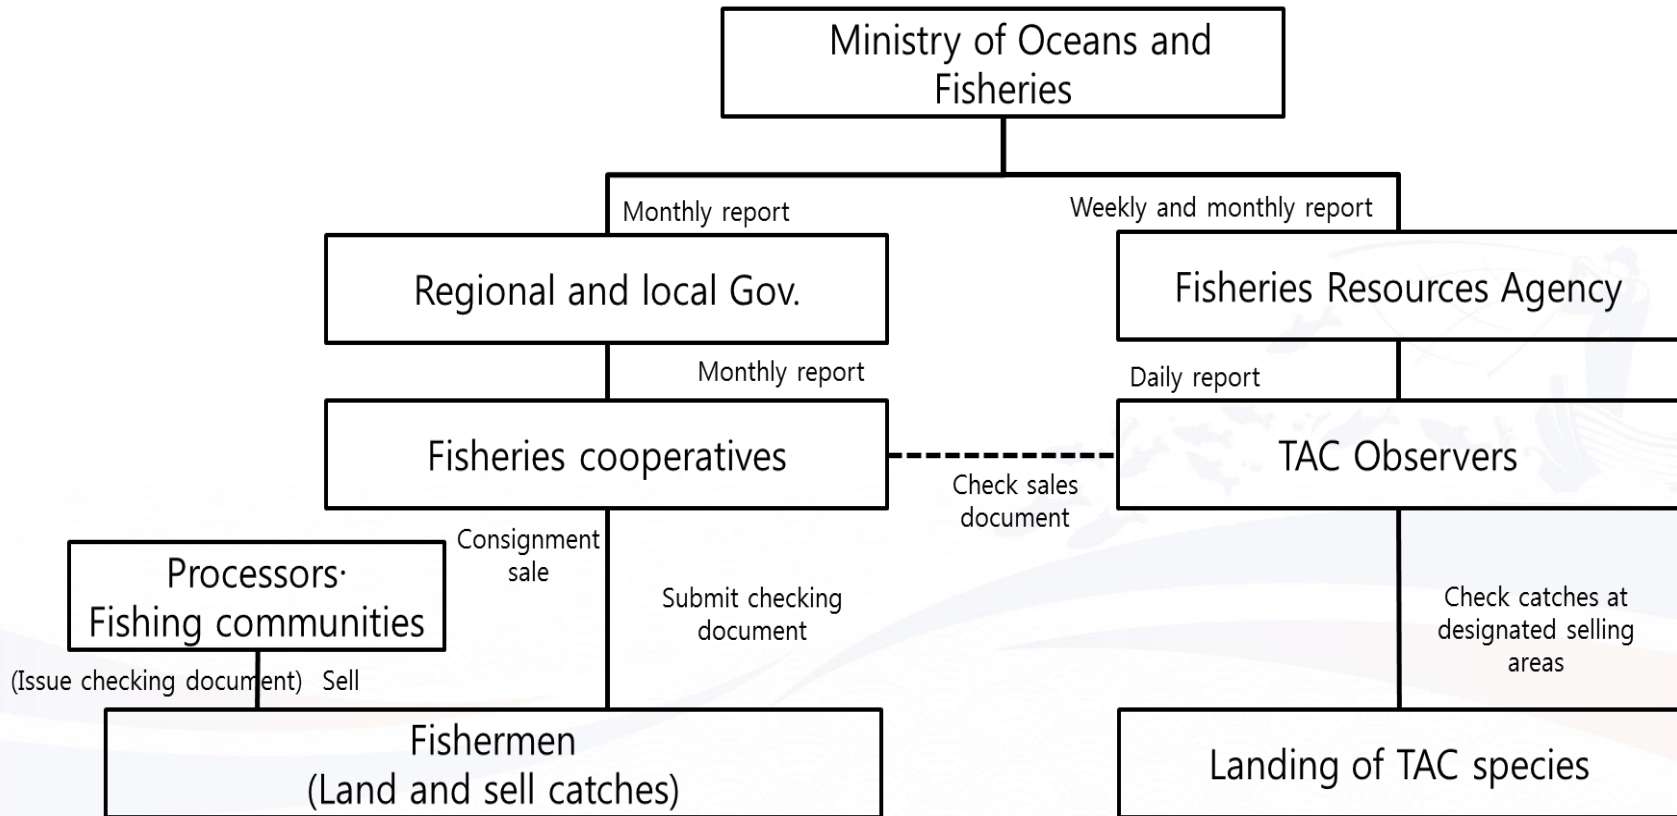 Ministry of Oceans and
Fisheries
Monthly report
Weekly and monthly report
Regional and local Gov.
Fisheries Resources Agency
Monthly report
Daily report
Fisheries cooperatives
TAC Observers
Check sales
document
Consignment
sale
Processors·
Fishing communities
Submit checking
document
Check catches at
designated selling
areas
(Issue checking document)
Sell
Fishermen
(Land and sell catches)
Landing of TAC species